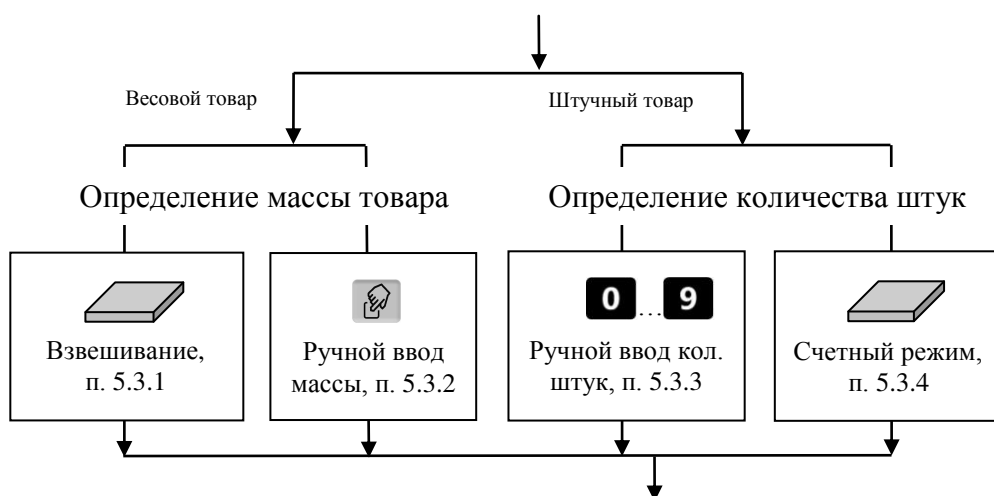 Весовой товар
Штучный товар
Определение массы товара
Определение количества штук
Взвешивание,
п. 5.3.1
Ручной ввод
массы, п. 5.3.2
0...9
Ручной ввод кол.
штук, п. 5.3.3
Счетный режим,
п. 5.3.4